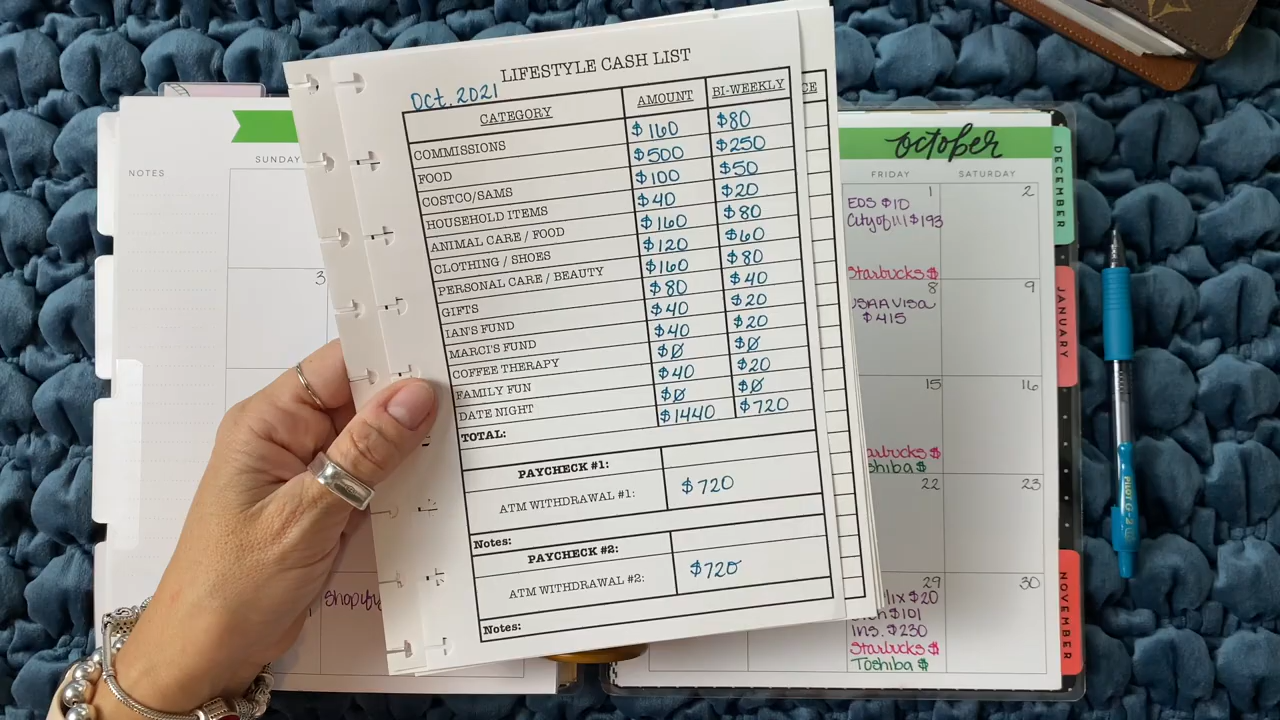 LIFESTYLE CASH LIST
Oct. 2021
CATEGORY AMOUNT BI-WEEKLY
COMMISSIONS $160 $80
FOOD $500 $250
COSTCO/SAMS $100 $50
HOUSEHOLD ITEMS $40 $20
ANIMAL CARE / FOOD $160 $80
CLOTHING / SHOES $120 $60
PERSONAL CARE / BEAUTY $160 $80
GIFTS $80 $40
IAN'S FUND $40 $20
MARCI'S FUND $40 $20
COFFEE THERAPY $0 $0
FAMILY FUN $40 $20
DATE NIGHT $0 $0
TOTAL: $1440 $720
PAYCHECK #1:
ATM WITHDRAWAL #1: $720
Notes:
PAYCHECK #2:
ATM WITHDRAWAL #2: $720
Notes:
NOTES
SUNDAY
3
Shopify
october
FRIDAY SATURDAY
1 2
EDS $10
City of Ill $193
Starbucks $
8 9
USAA VISA
$415
15 16
Starbucks $
Toshiba $
22 23
29 30
$20
$101
Ins. $230
Starbucks $
Toshiba $
DECEMBER
JANUARY
NOVEMBER
PILOT G-2